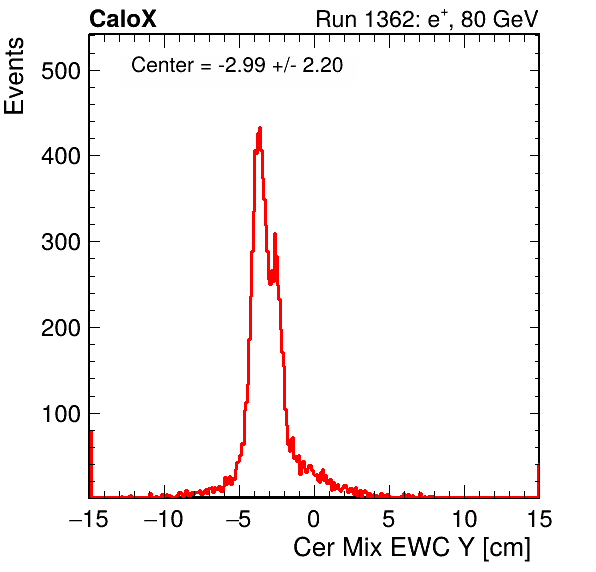 CaloX
Run 1362: e+, 80 GeV
Events
Center = -2.99 +/- 2.20
500
400
300
200
100
−15 −10 −5 0 5 10 15
Cer Mix EWC Y [cm]